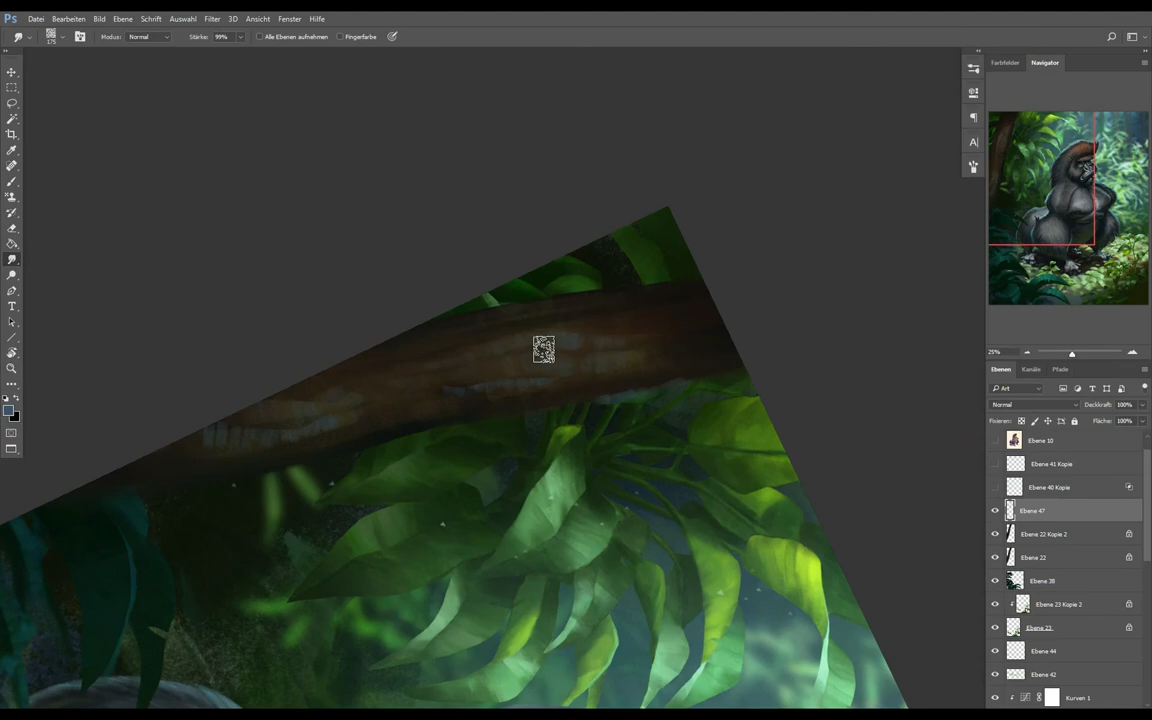 Ps Datei Bearbeiten Bild Ebene Schrift Auswahl Filter 3D Ansicht Fenster Hilfe
175 Modus: Normal Stärke: 99% Alle Ebenen aufnehmen Fingerfarbe
Farbfelder Navigator
25%
Ebenen Kanäle Pfade
Art
Normal Deckkraft: 100%
Fixieren: Fläche: 100%
Ebene 10
Ebene 41 Kopie
Ebene 40 Kopie
Ebene 47
Ebene 22 Kopie 2
Ebene 22
Ebene 38
Ebene 23 Kopie 2
Ebene 23
Ebene 44
Ebene 42
Kurven 1